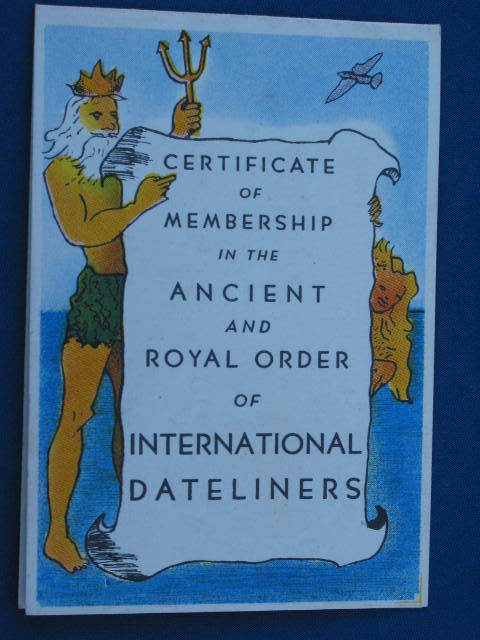 CERTIFICATE
OF
MEMBERSHIP
IN THE
ANCIENT
AND
ROYAL ORDER
OF
INTERNATIONAL
DATELINERS